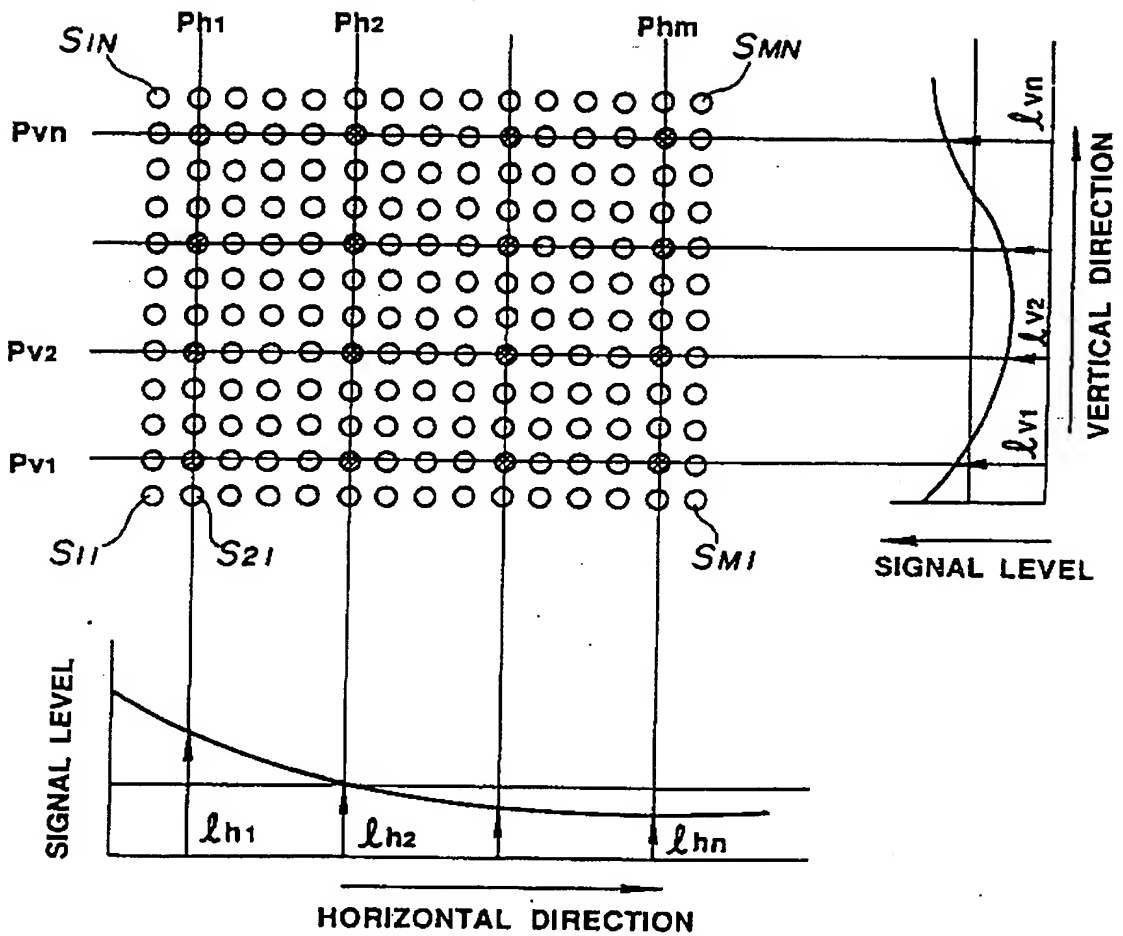 Ph1 Ph2 Phm
S1N SMN
Pvn
Pv2
Pv1
S11 S21 SM1
ℓvn
ℓv2
ℓv1
VERTICAL DIRECTION
SIGNAL LEVEL
SIGNAL LEVEL
ℓh1 ℓh2 ℓhn
HORIZONTAL DIRECTION